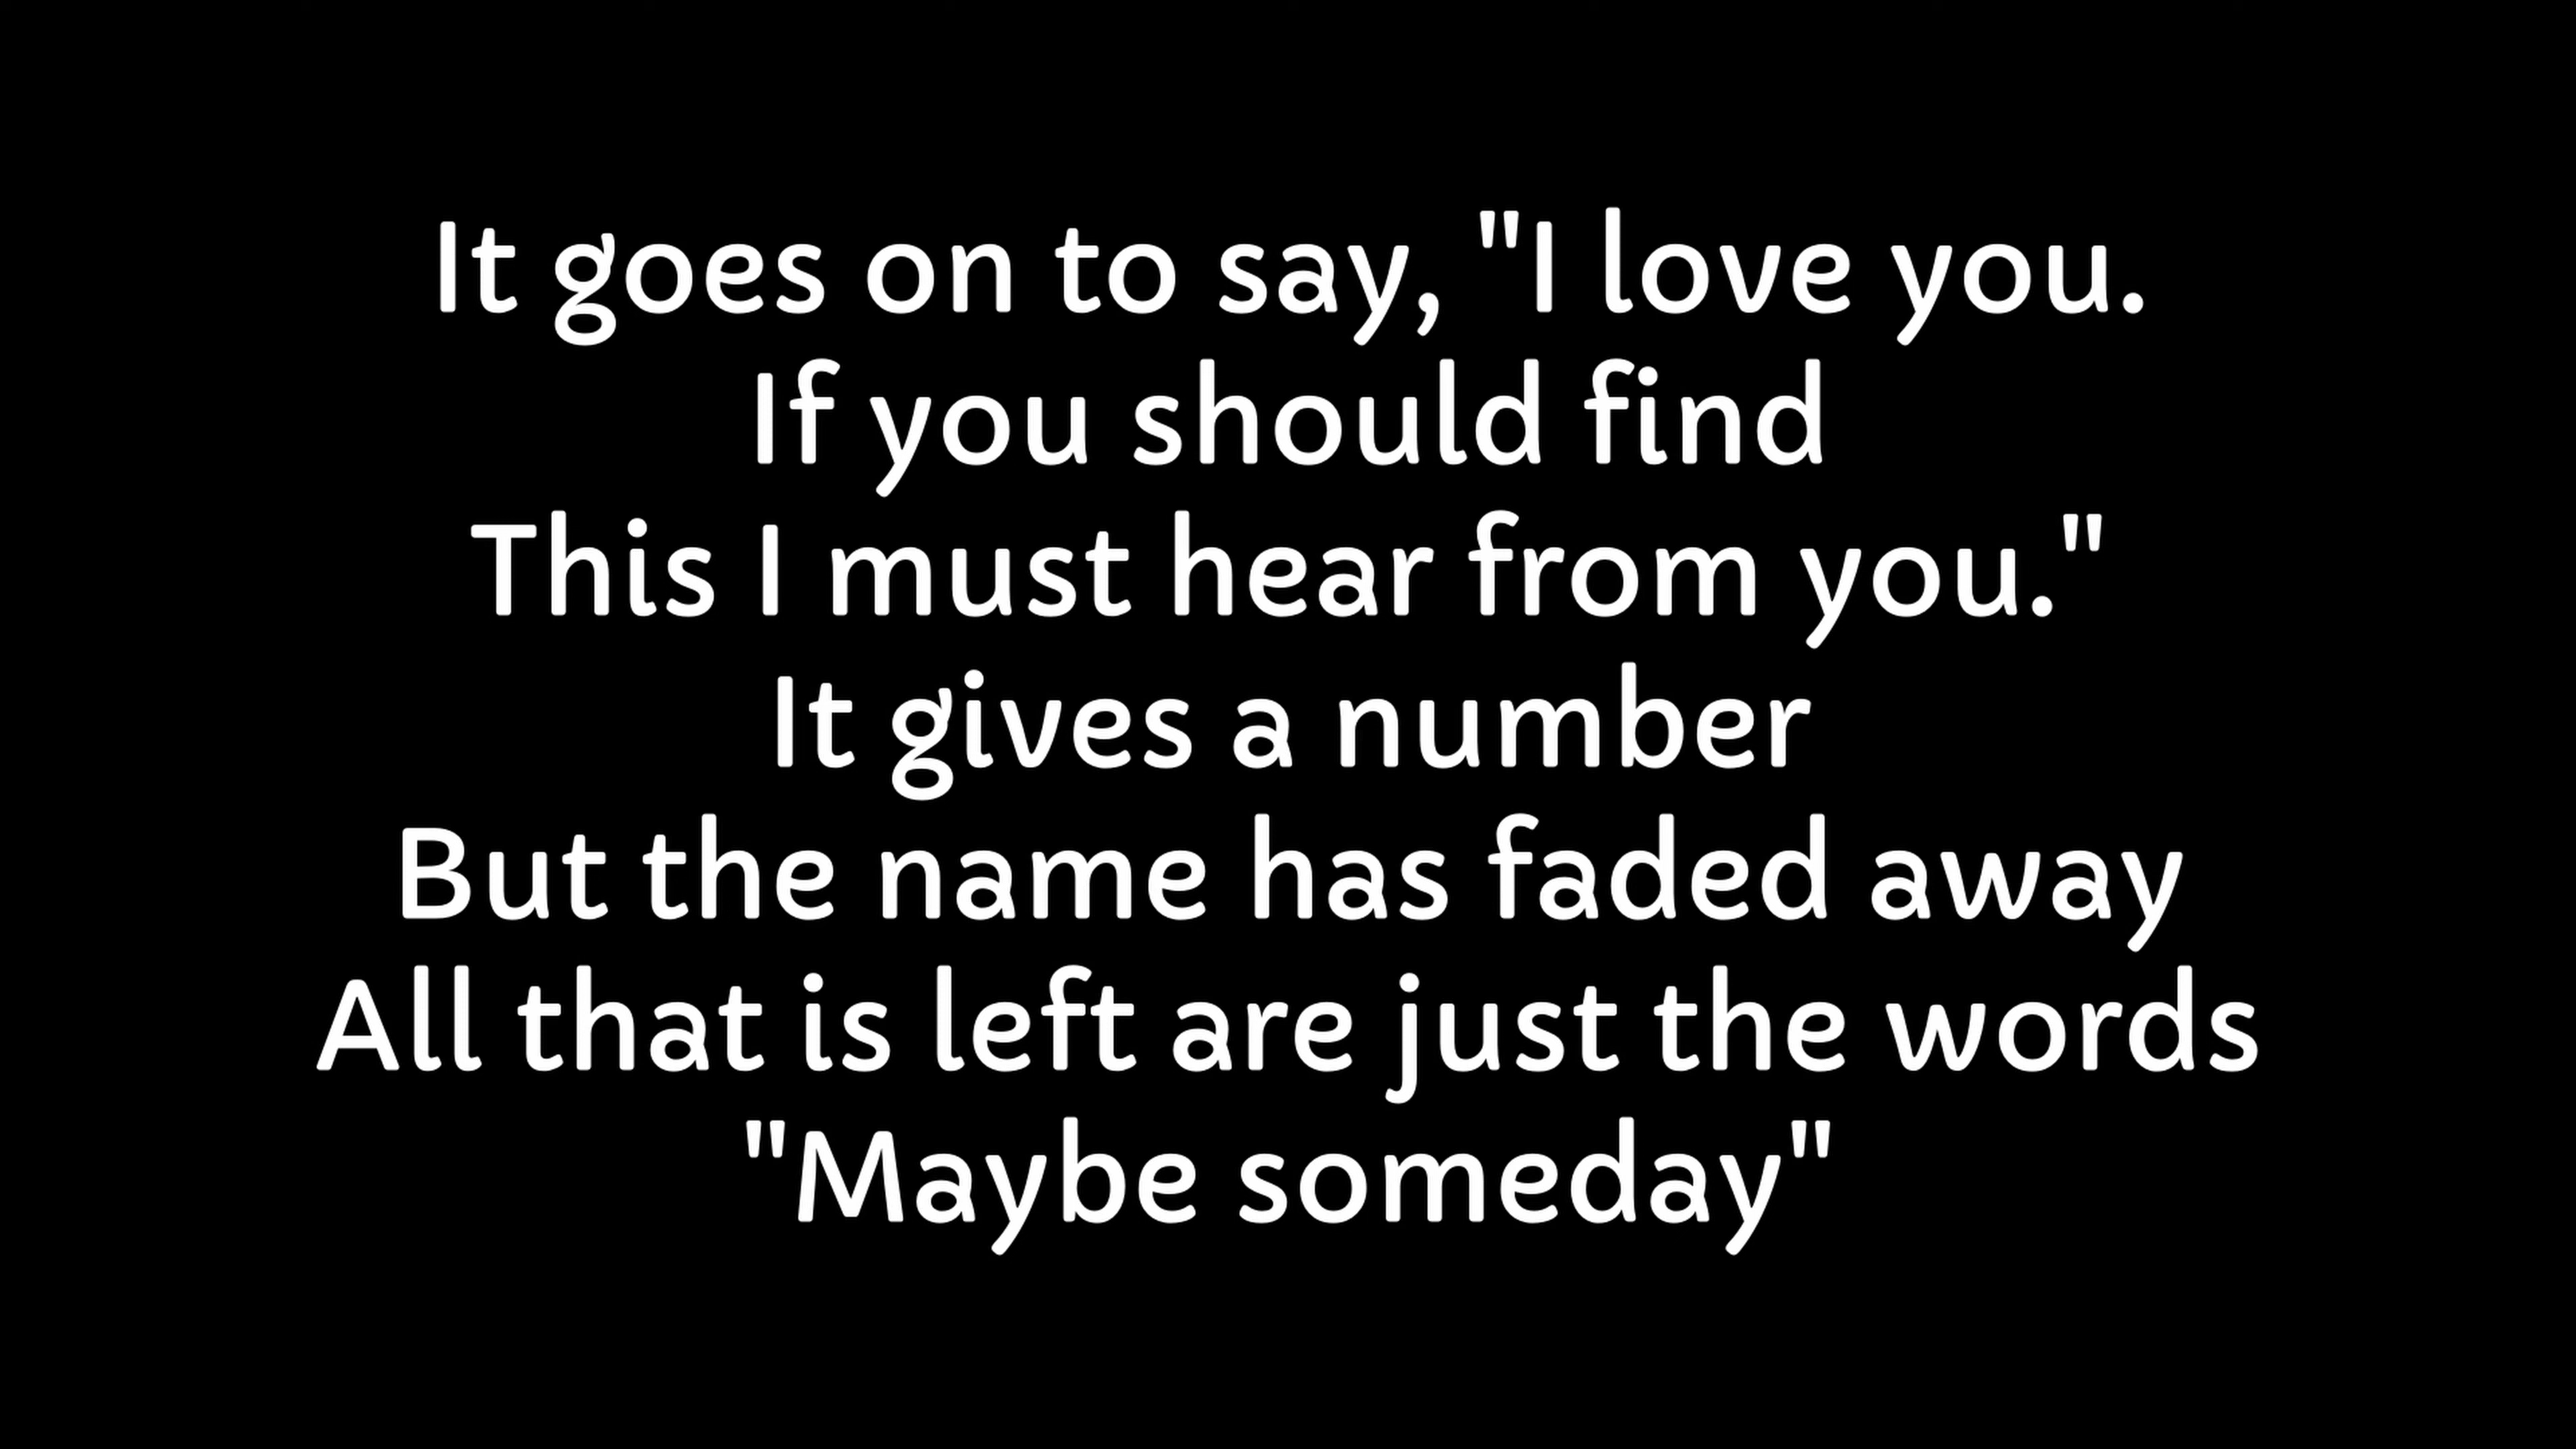 It goes on to say, "I love you.
If you should find
This I must hear from you."
It gives a number
But the name has faded away
All that is left are just the words
"Maybe someday"